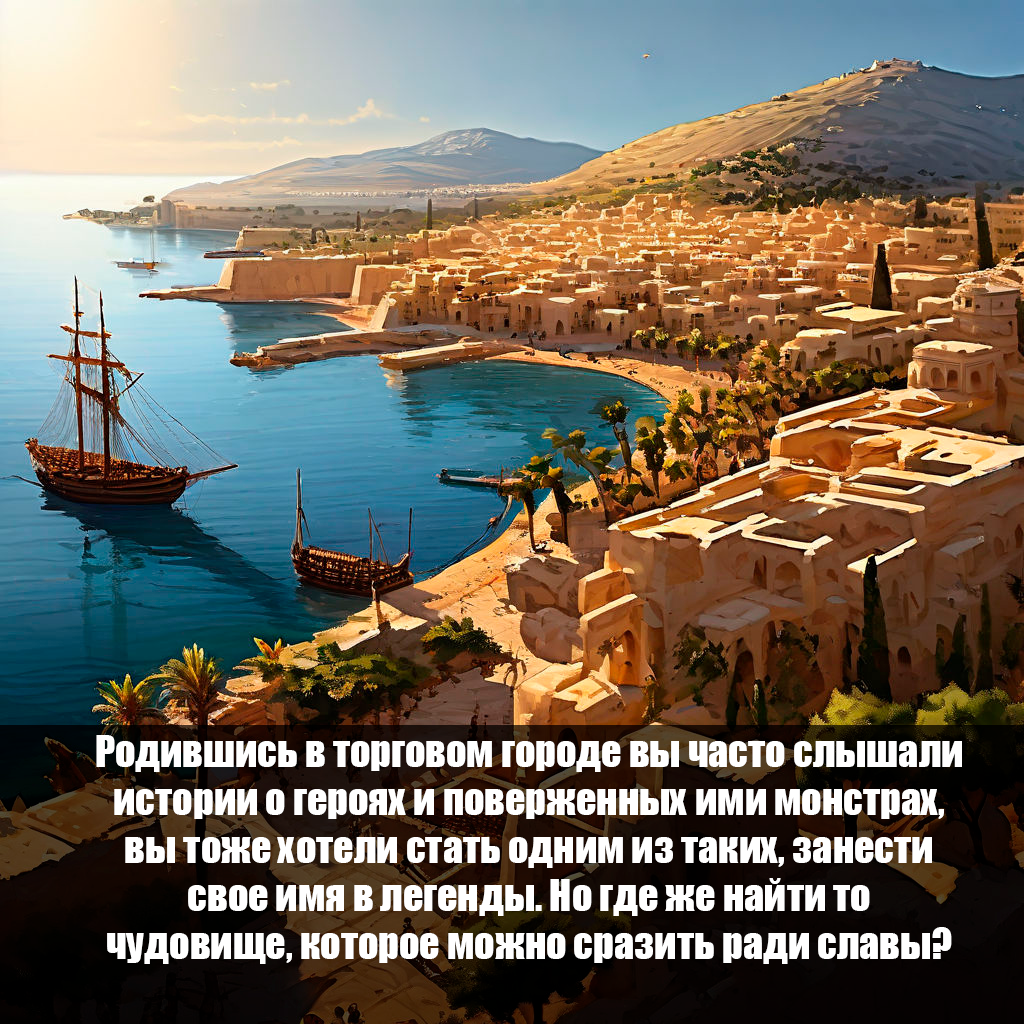 Родившись в торговом городе вы часто слышали
истории о героях и поверженных ими монстрах,
вы тоже хотели стать одним из таких, занести
свое имя в легенды. Но где же найти то
чудовище, которое можно сразить ради славы?